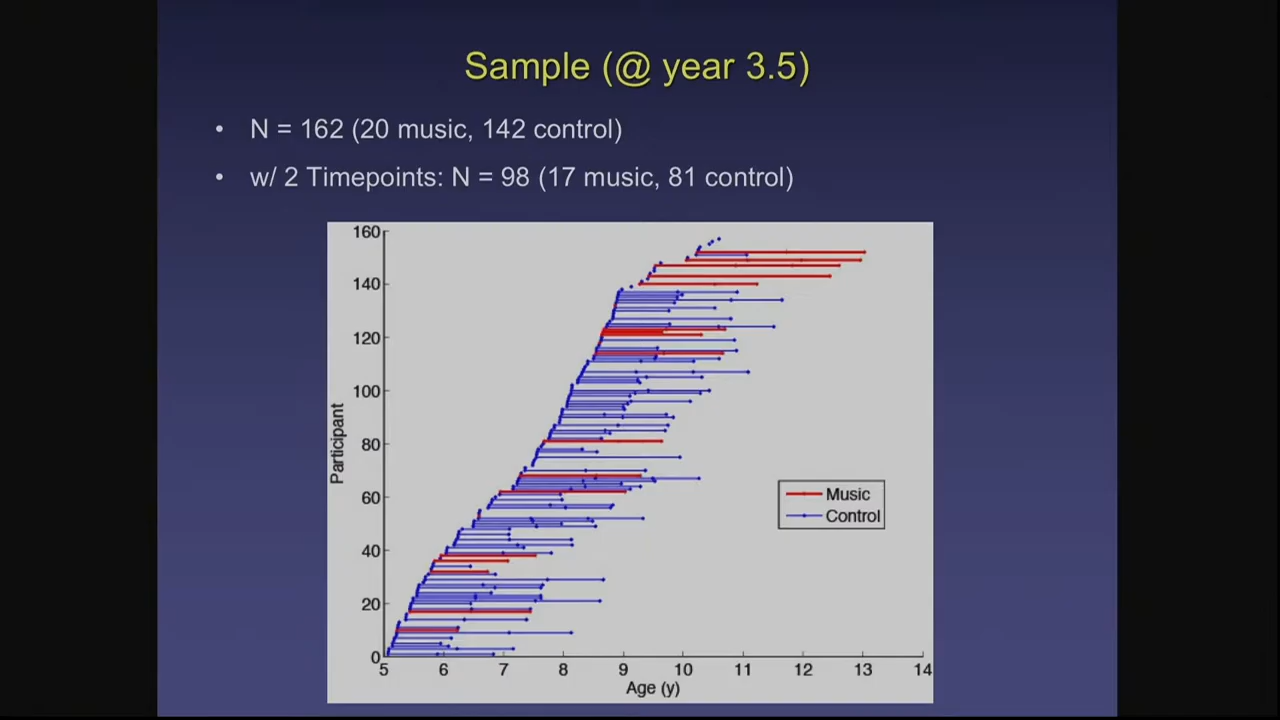 Sample (@ year 3.5)
• N = 162 (20 music, 142 control)
• w/ 2 Timepoints: N = 98 (17 music, 81 control)
160
140
120
100
80
60
40
20
0
Participant
Music
Control
5 6 7 8 9 10 11 12 13 14
Age (y)